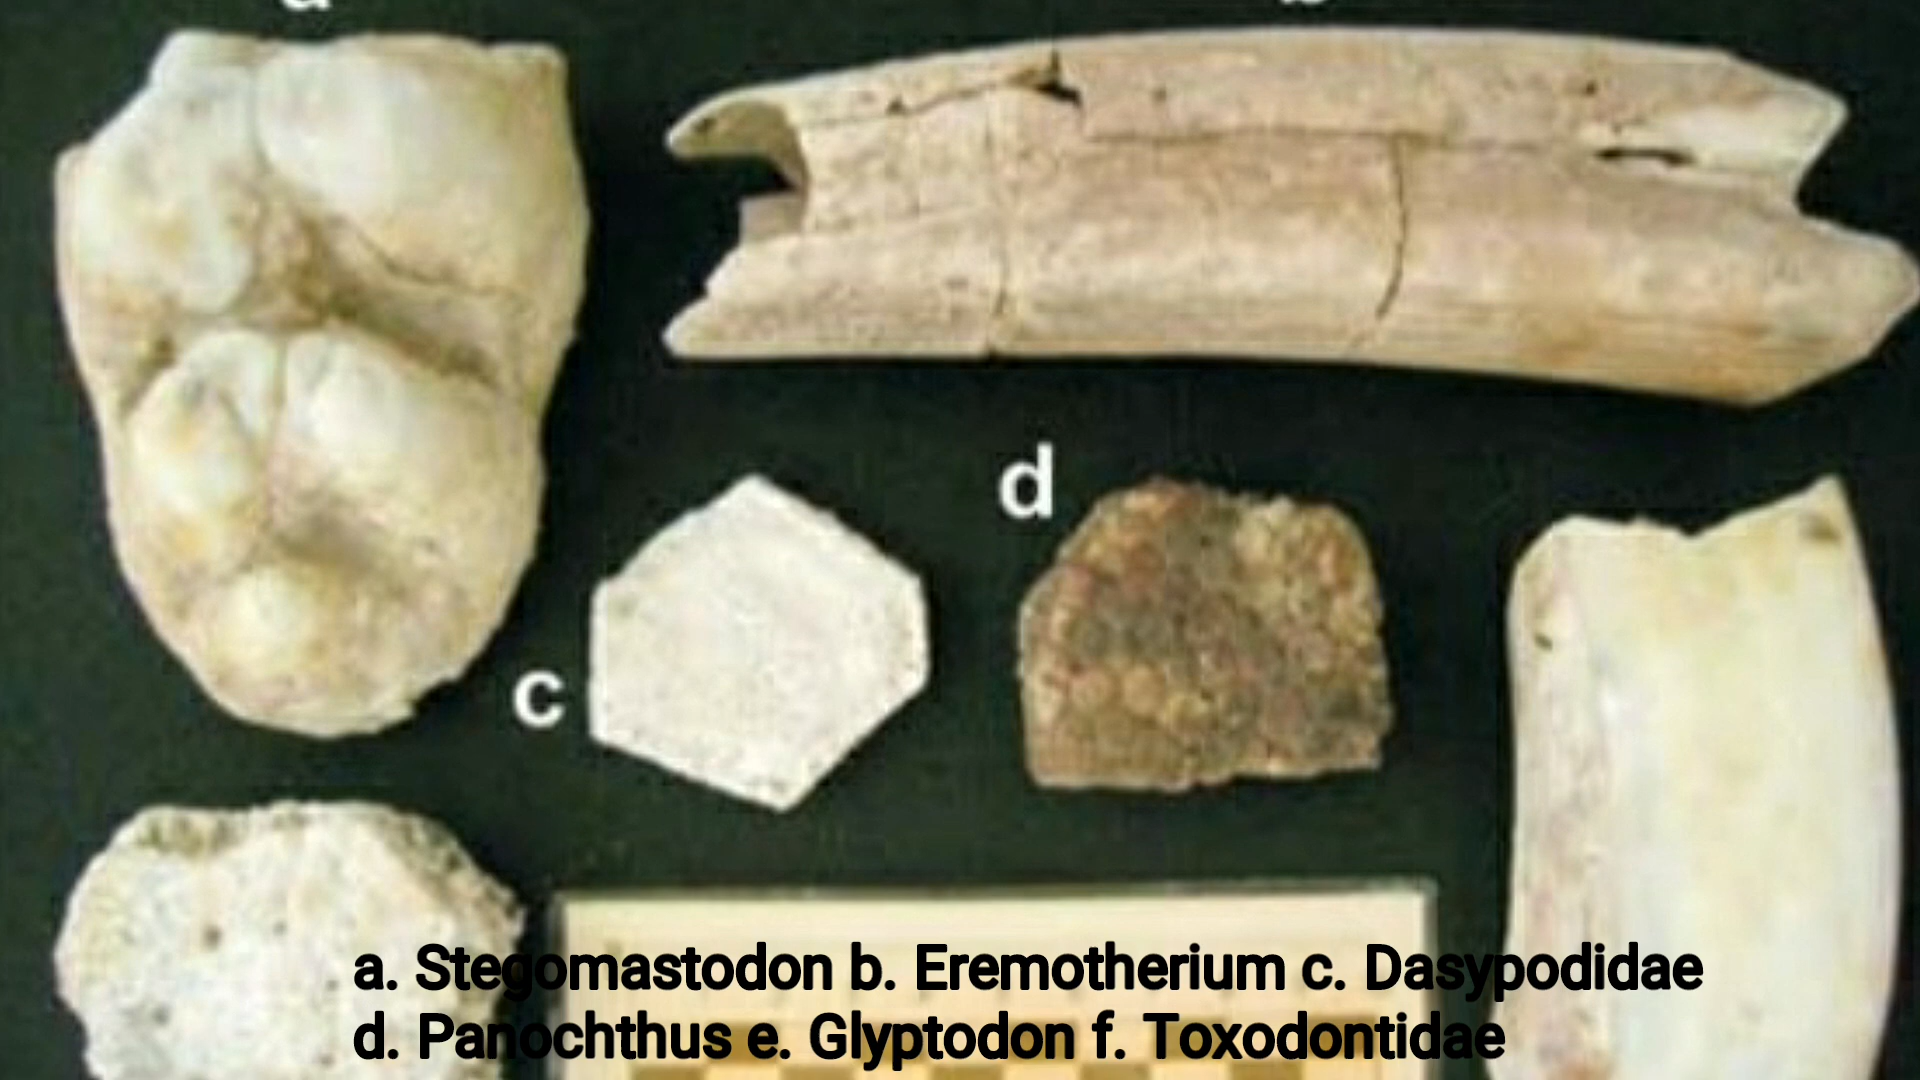 a
b
d
c
a. Stegomastodon b. Eremotherium c. Dasypodidae
d. Panochthus e. Glyptodon f. Toxodontidae